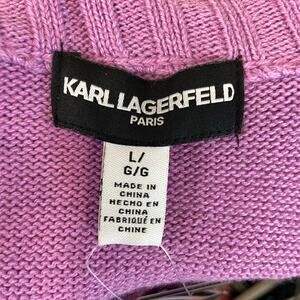 KARL LAGERFELD
PARIS
L/
G/G
MADE IN
CHINA
HECHO EN
CHINA
FABRIQUÉ EN
CHINE